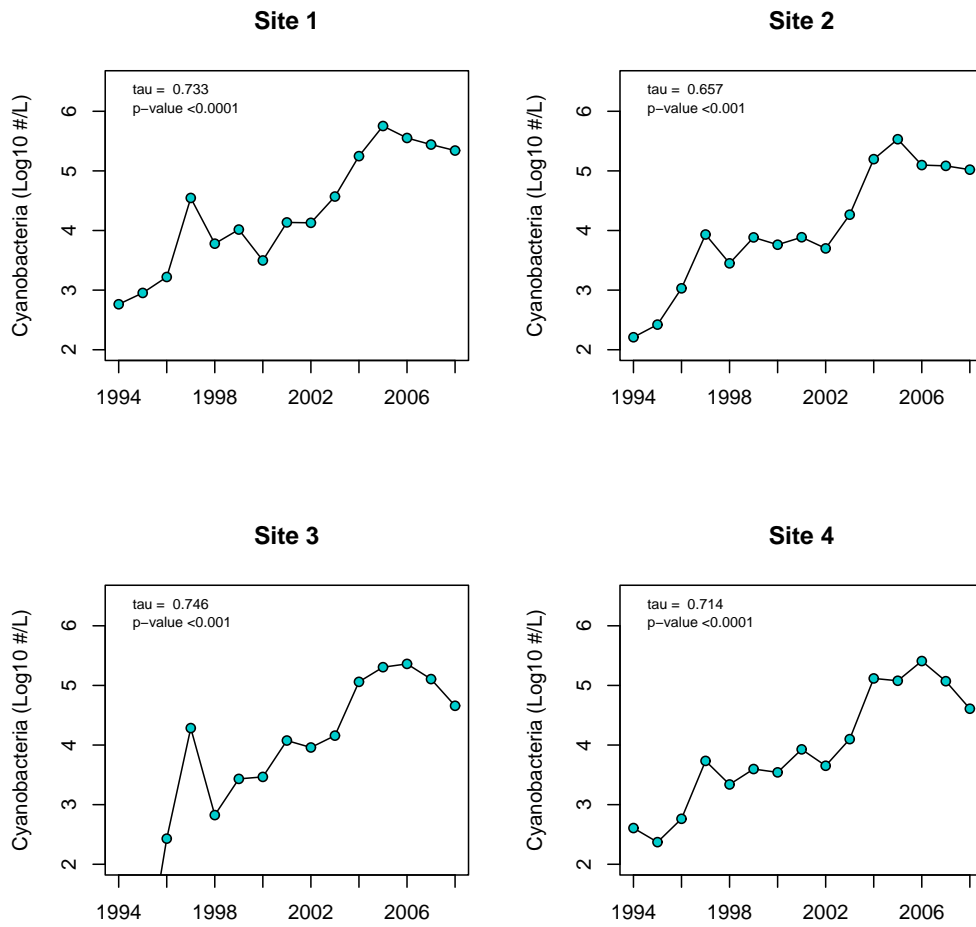 Site 1
tau = 0.733
p-value <0.0001
Cyanobacteria (Log10 #/L)
6
5
4
3
2
1994 1998 2002 2006
Site 2
tau = 0.657
p-value <0.001
Cyanobacteria (Log10 #/L)
6
5
4
3
2
1994 1998 2002 2006
Site 3
tau = 0.746
p-value <0.001
Cyanobacteria (Log10 #/L)
6
5
4
3
2
1994 1998 2002 2006
Site 4
tau = 0.714
p-value <0.0001
Cyanobacteria (Log10 #/L)
6
5
4
3
2
1994 1998 2002 2006